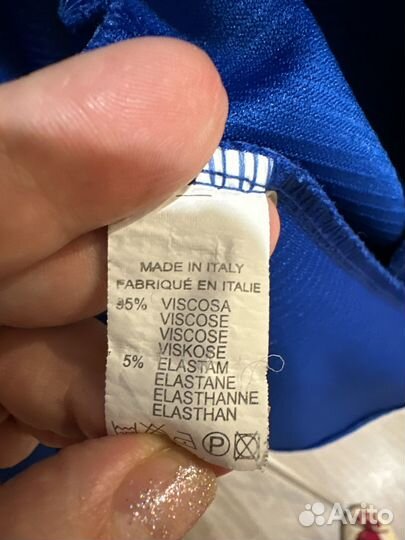 MADE IN ITALY
FABRIQUÉ EN ITALIE
95% VISCOSA
VISCOSE
VISCOSE
VISKOSE
5% ELASTAM
ELASTANE
ELASTHANNE
ELASTHAN
P
Avito